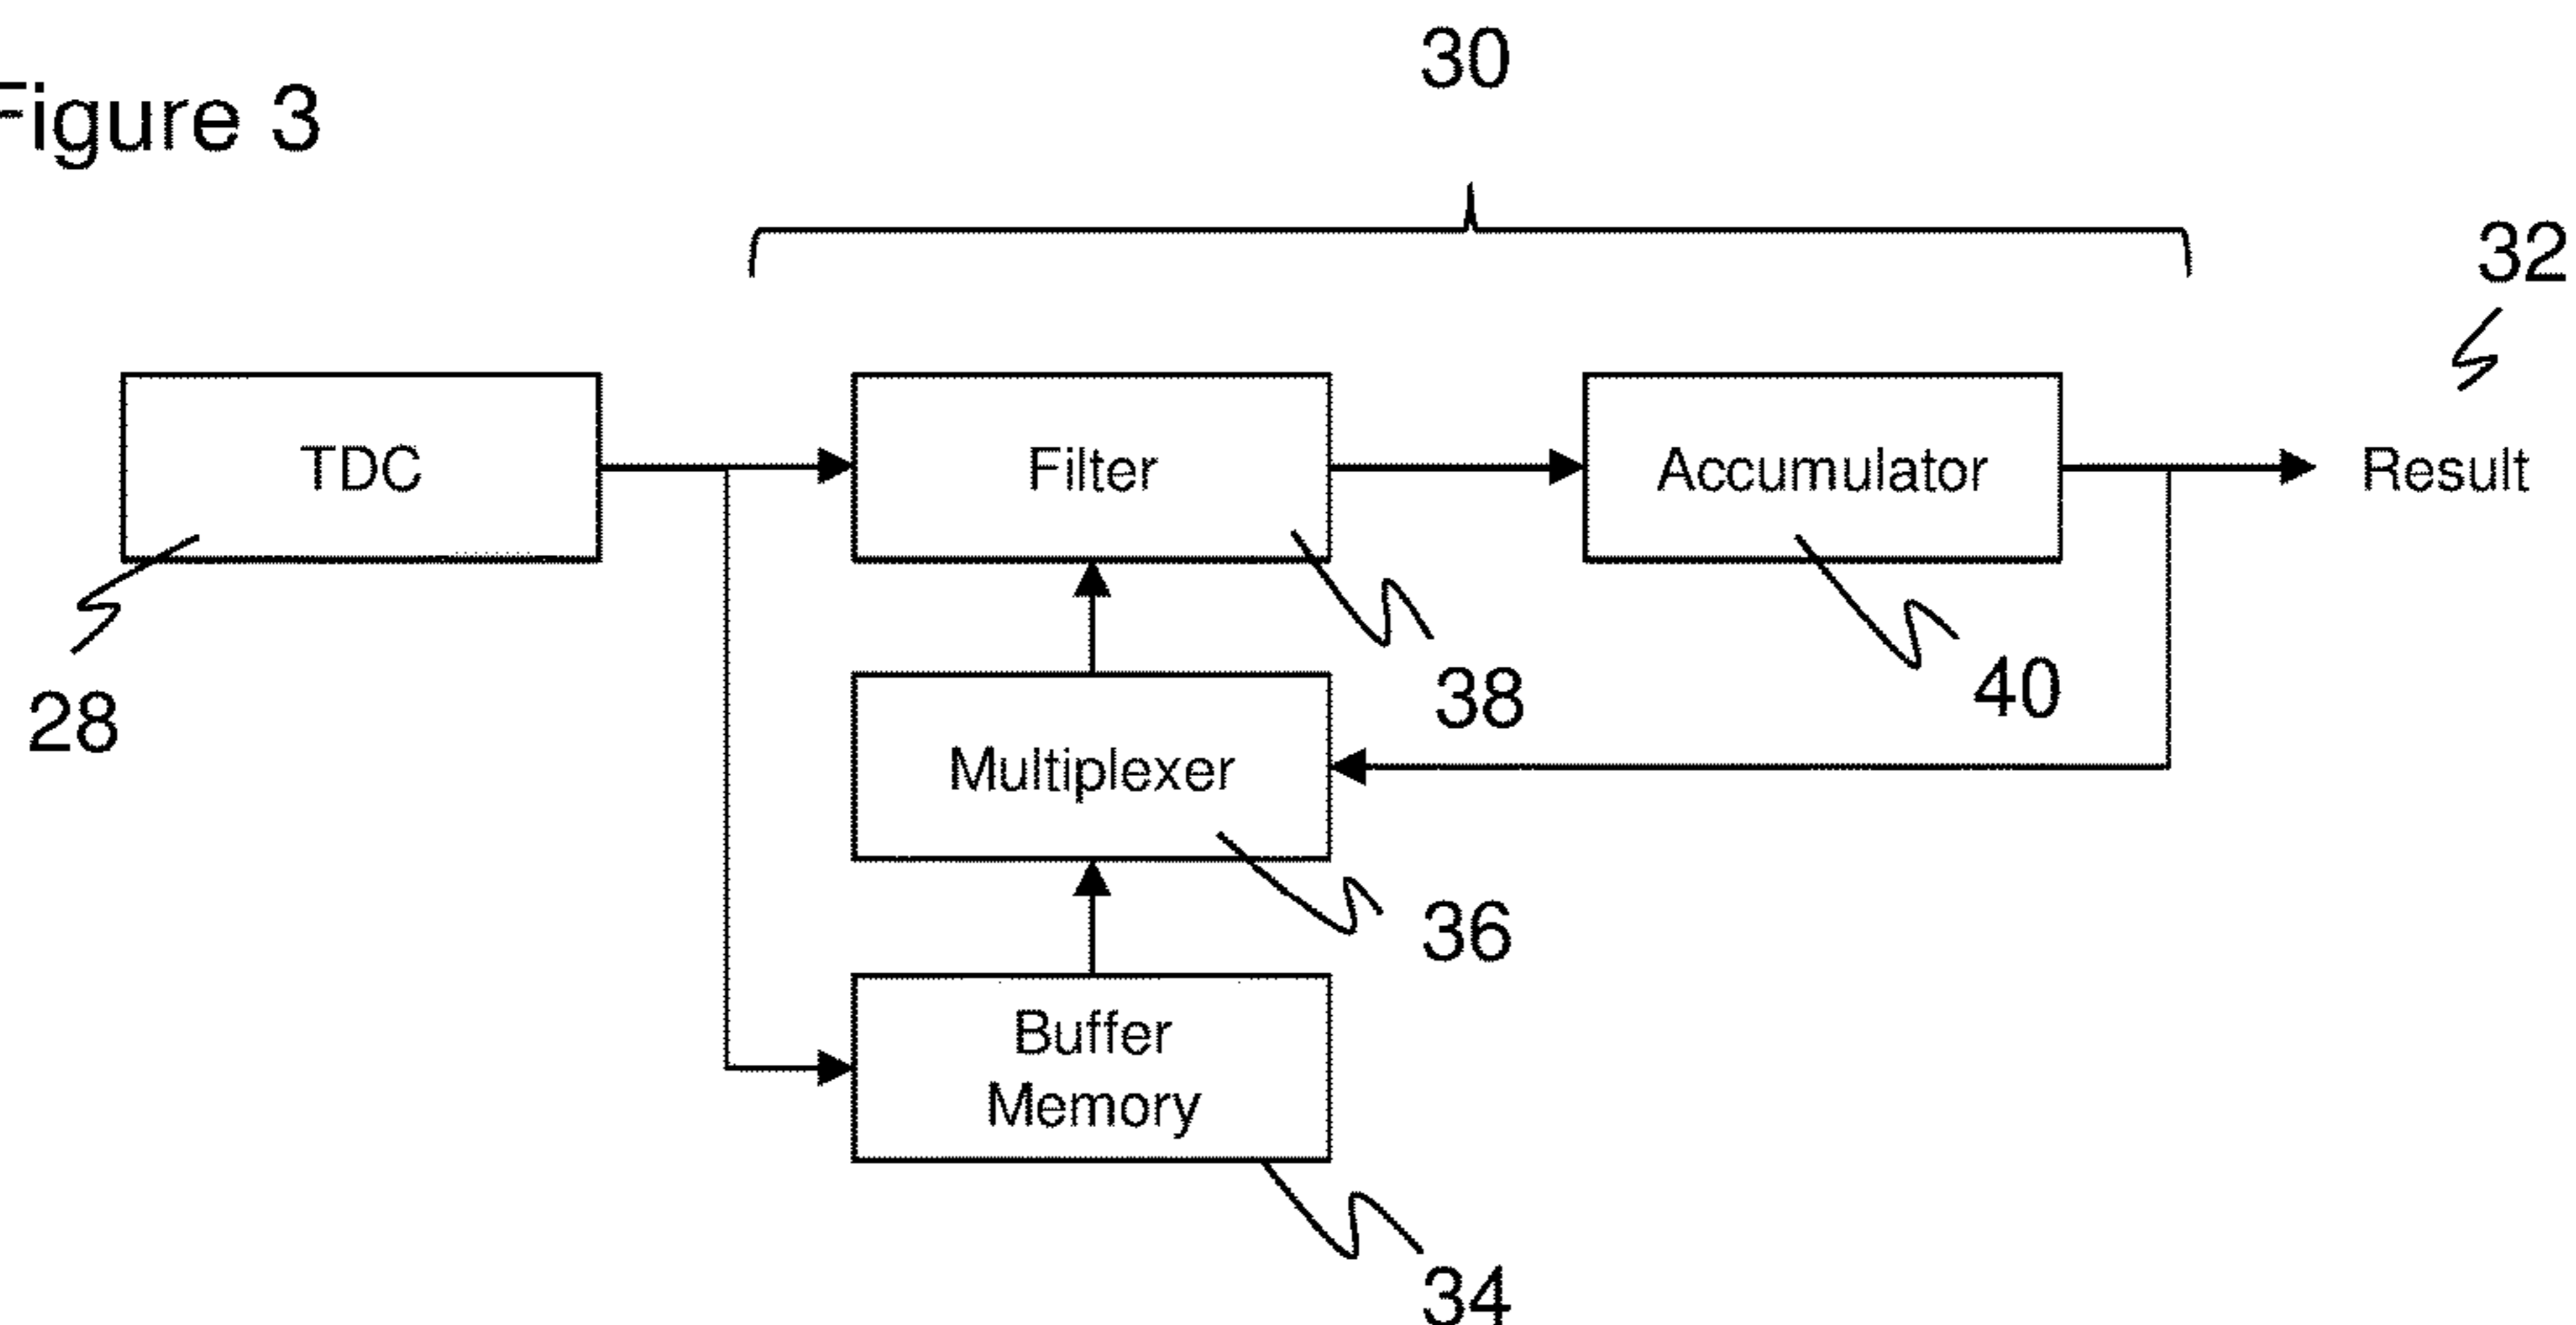 30
Figure 3
32
TDC
Filter
Accumulator
Result
28
38
40
Multiplexer
36
Buffer
Memory
34